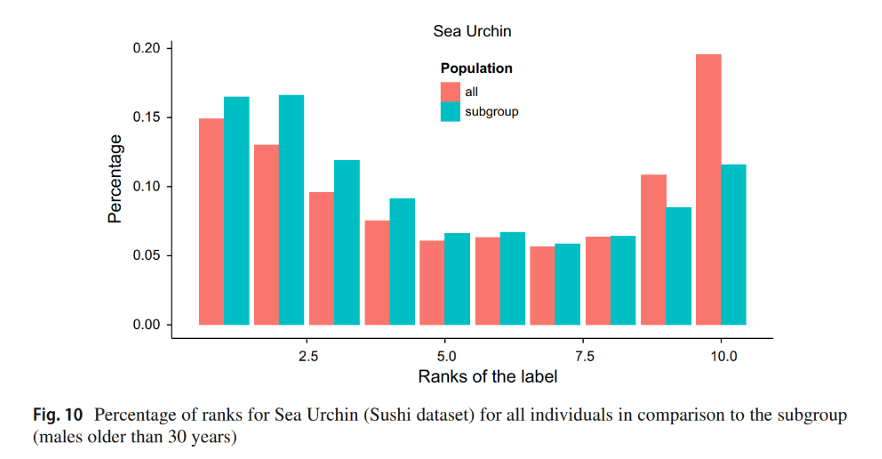 Sea Urchin
Population
all
subgroup
Percentage
0.20
0.15
0.10
0.05
0.00
2.5 5.0 7.5 10.0
Ranks of the label
Fig. 10 Percentage of ranks for Sea Urchin (Sushi dataset) for all individuals in comparison to the subgroup
(males older than 30 years)